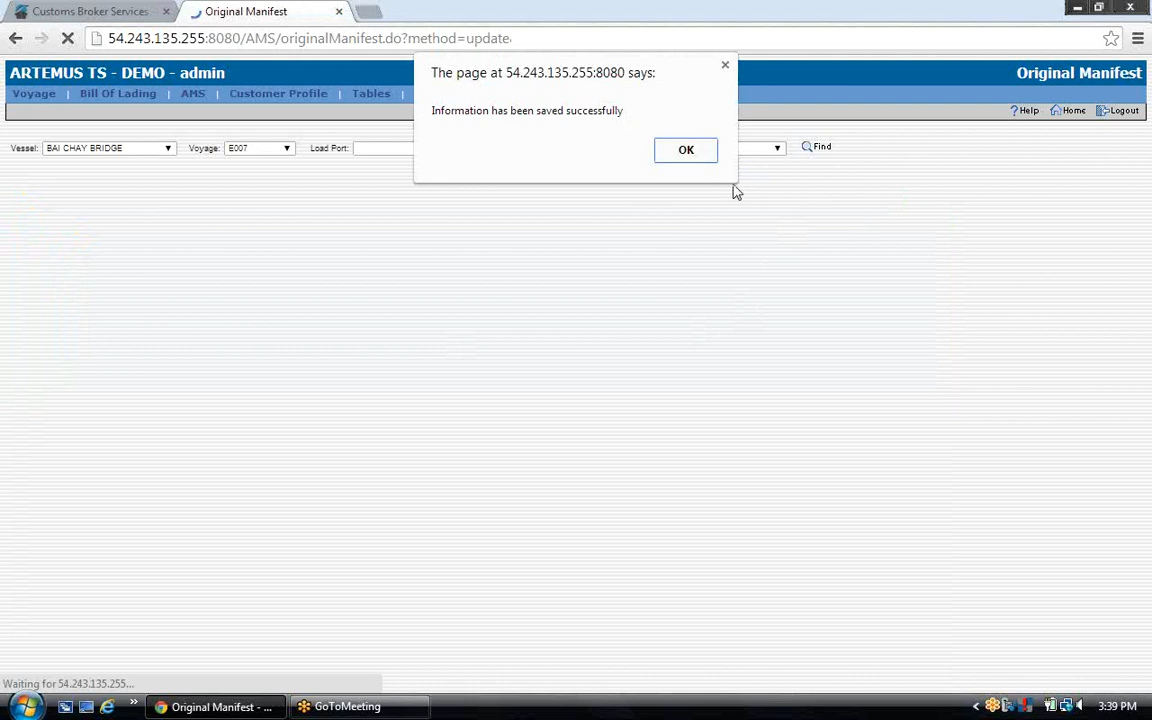 Customs Broker Services
Original Manifest
54.243.135.255:8080/AMS/originalManifest.do?method=update
The page at 54.243.135.255:8080 says:
Information has been saved successfully
OK
ARTEMUS TS - DEMO - admin
Original Manifest
Voyage | Bill Of Lading | AMS | Customer Profile | Tables |
?Help Home Logout
Vessel: BAI CHAY BRIDGE Voyage: E007 Load Port: Find
Waiting for 54.243.135.255...
Original Manifest - ...
GoToMeeting
3:39 PM